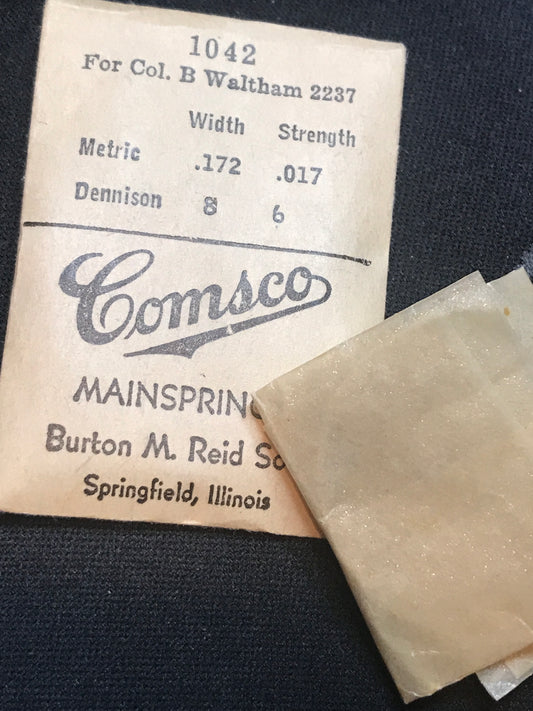 1042
For Col. B Waltham 2237
Width Strength
Metric .172 .017
Dennison 8 6
Comsco
MAINSPRING
Burton M. Reid
Springfield, Illinois